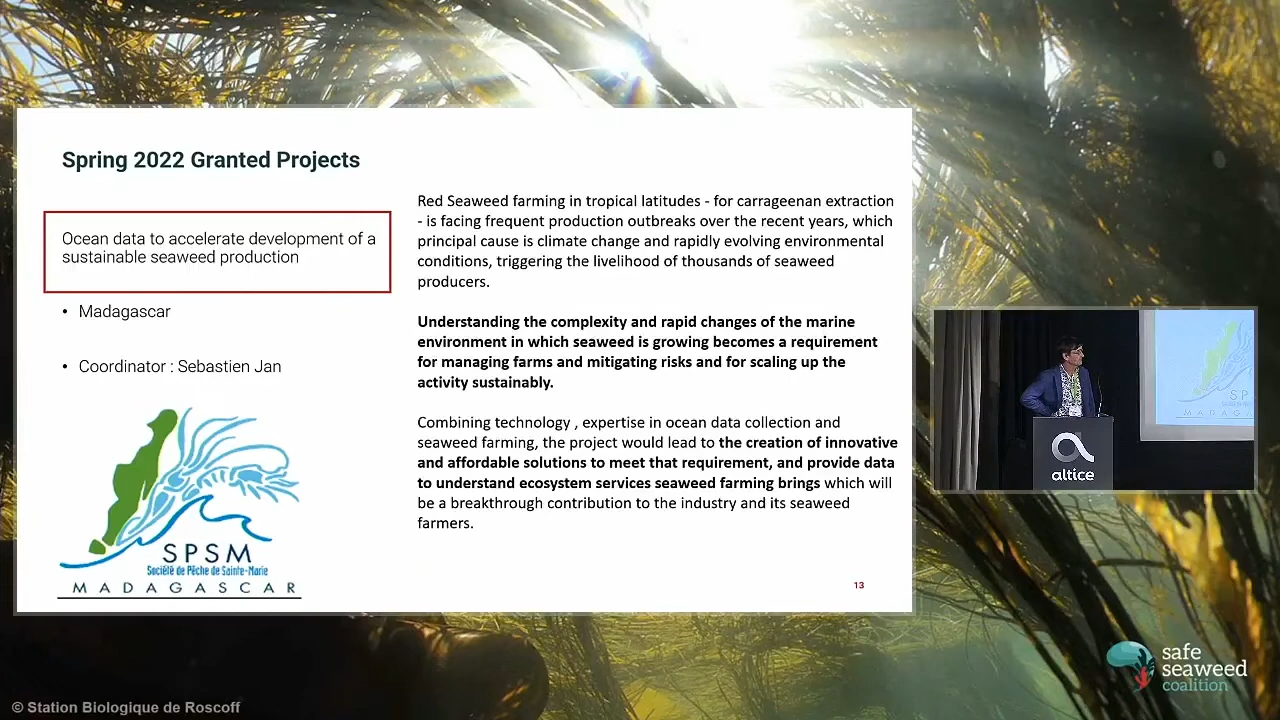 Spring 2022 Granted Projects
Ocean data to accelerate development of a
sustainable seaweed production
• Madagascar
• Coordinator : Sebastien Jan
SPSM
Société de Pêche de Sainte-Marie
MADAGASCAR
Red Seaweed farming in tropical latitudes - for carrageenan extraction
- is facing frequent production outbreaks over the recent years, which
principal cause is climate change and rapidly evolving environmental
conditions, triggering the livelihood of thousands of seaweed
producers.
Understanding the complexity and rapid changes of the marine
environment in which seaweed is growing becomes a requirement
for managing farms and mitigating risks and for scaling up the
activity sustainably.
Combining technology , expertise in ocean data collection and
seaweed farming, the project would lead to the creation of innovative
and affordable solutions to meet that requirement, and provide data
to understand ecosystem services seaweed farming brings which will
be a breakthrough contribution to the industry and its seaweed
farmers.
13
altice
SPS
MADAGA
safe
seaweed
coalition
© Station Biologique de Roscoff